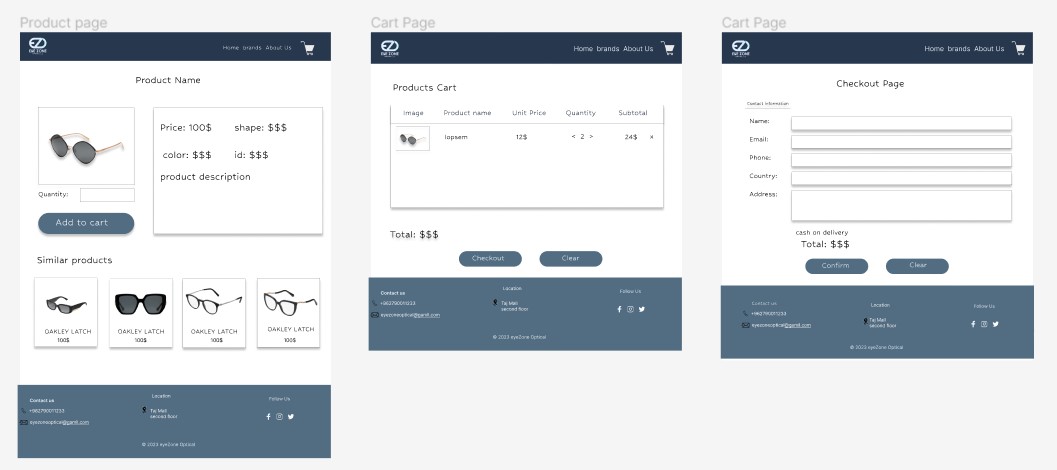 Product page
EZ
EYE ZONE
Home brands About Us
Product Name
Price: 100$ shape: $$$
color: $$$ id: $$$
product description
Quantity:
Add to cart
Similar products
OAKLEY LATCH
100$
OAKLEY LATCH
100$
OAKLEY LATCH
100$
OAKLEY LATCH
100$
Contact us
+962790011233
eyezoneoptical@gamil.com
Location
Taj Mall
second floor
Follow Us
© 2023 eyeZone Optical
Cart Page
EZ
EYE ZONE
Home brands About Us
Products Cart
Image Product name Unit Price Quantity Subtotal
lopsem 12$ < 2 > 24$ x
Total: $$$
Checkout Clear
Contact us
+962790011233
eyezoneoptical@gamil.com
Location
Taj Mall
second floor
Follow Us
© 2023 eyeZone Optical
Cart Page
EZ
EYE ZONE
Home brands About Us
Checkout Page
Contact Information
Name:
Email:
Phone:
Country:
Address:
cash on delivery
Total: $$$
Confirm Clear
Contact us
+962790011233
eyezoneoptical@gamil.com
Location
Taj Mall
second floor
Follow Us
© 2023 eyeZone Optical